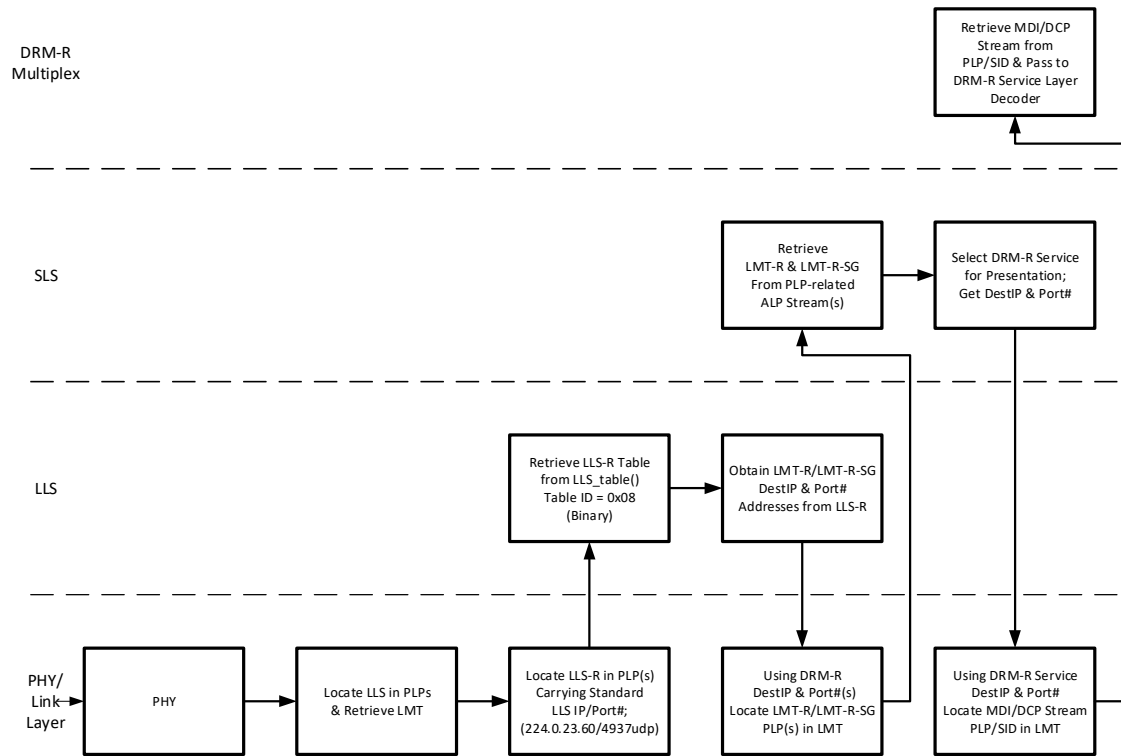 DRM-R
Multiplex
Retrieve MDI/DCP
Stream from
PLP/SID & Pass to
DRM-R Service Layer
Decoder
SLS
Retrieve
LMT-R & LMT-R-SG
From PLP-related
ALP Stream(s)
Select DRM-R Service
for Presentation;
Get DestIP & Port#
LLS
Retrieve LLS-R Table
from LLS_table()
Table ID = 0x08
(Binary)
Obtain LMT-R/LMT-R-SG
DestIP & Port#
Addresses from LLS-R
PHY/
Link
Layer
PHY
Locate LLS in PLPs
& Retrieve LMT
Locate LLS-R in PLP(s)
Carrying Standard
LLS IP/Port#;
(224.0.23.60/4937udp)
Using DRM-R
DestIP & Port#(s)
Locate LMT-R/LMT-R-SG
PLP(s) in LMT
Using DRM-R Service
DestIP & Port#
Locate MDI/DCP Stream
PLP/SID in LMT